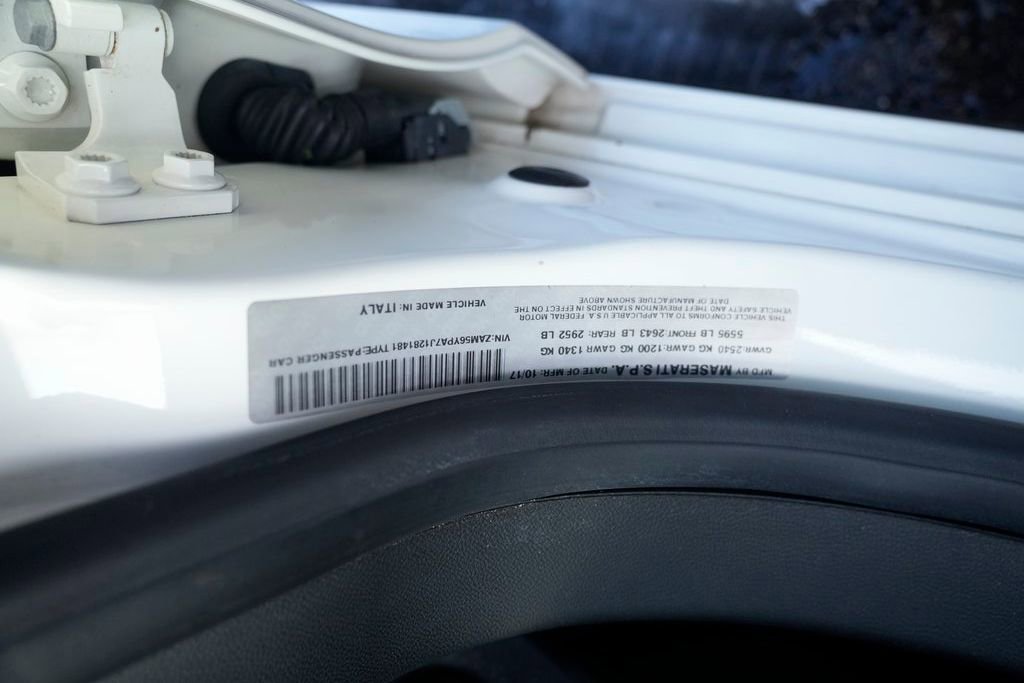 MFD BY MASERATI S.P.A. DATE OF MFR: 10/17
GVWR:2540 KG GAWR:1200 KG GAWR 1340 KG
5595 LB FRONT:2643 LB REAR: 2952 LB
THIS VEHICLE CONFORMS TO ALL APPLICABLE U.S.A. FEDERAL MOTOR
VEHICLE SAFETY AND THEFT PREVENTION STANDARDS IN EFFECT ON THE
DATE OF MANUFACTURE SHOWN ABOVE
VIN:ZAM56YPA7J1281481 TYPE:PASSENGER CAR
VEHICLE MADE IN: ITALY